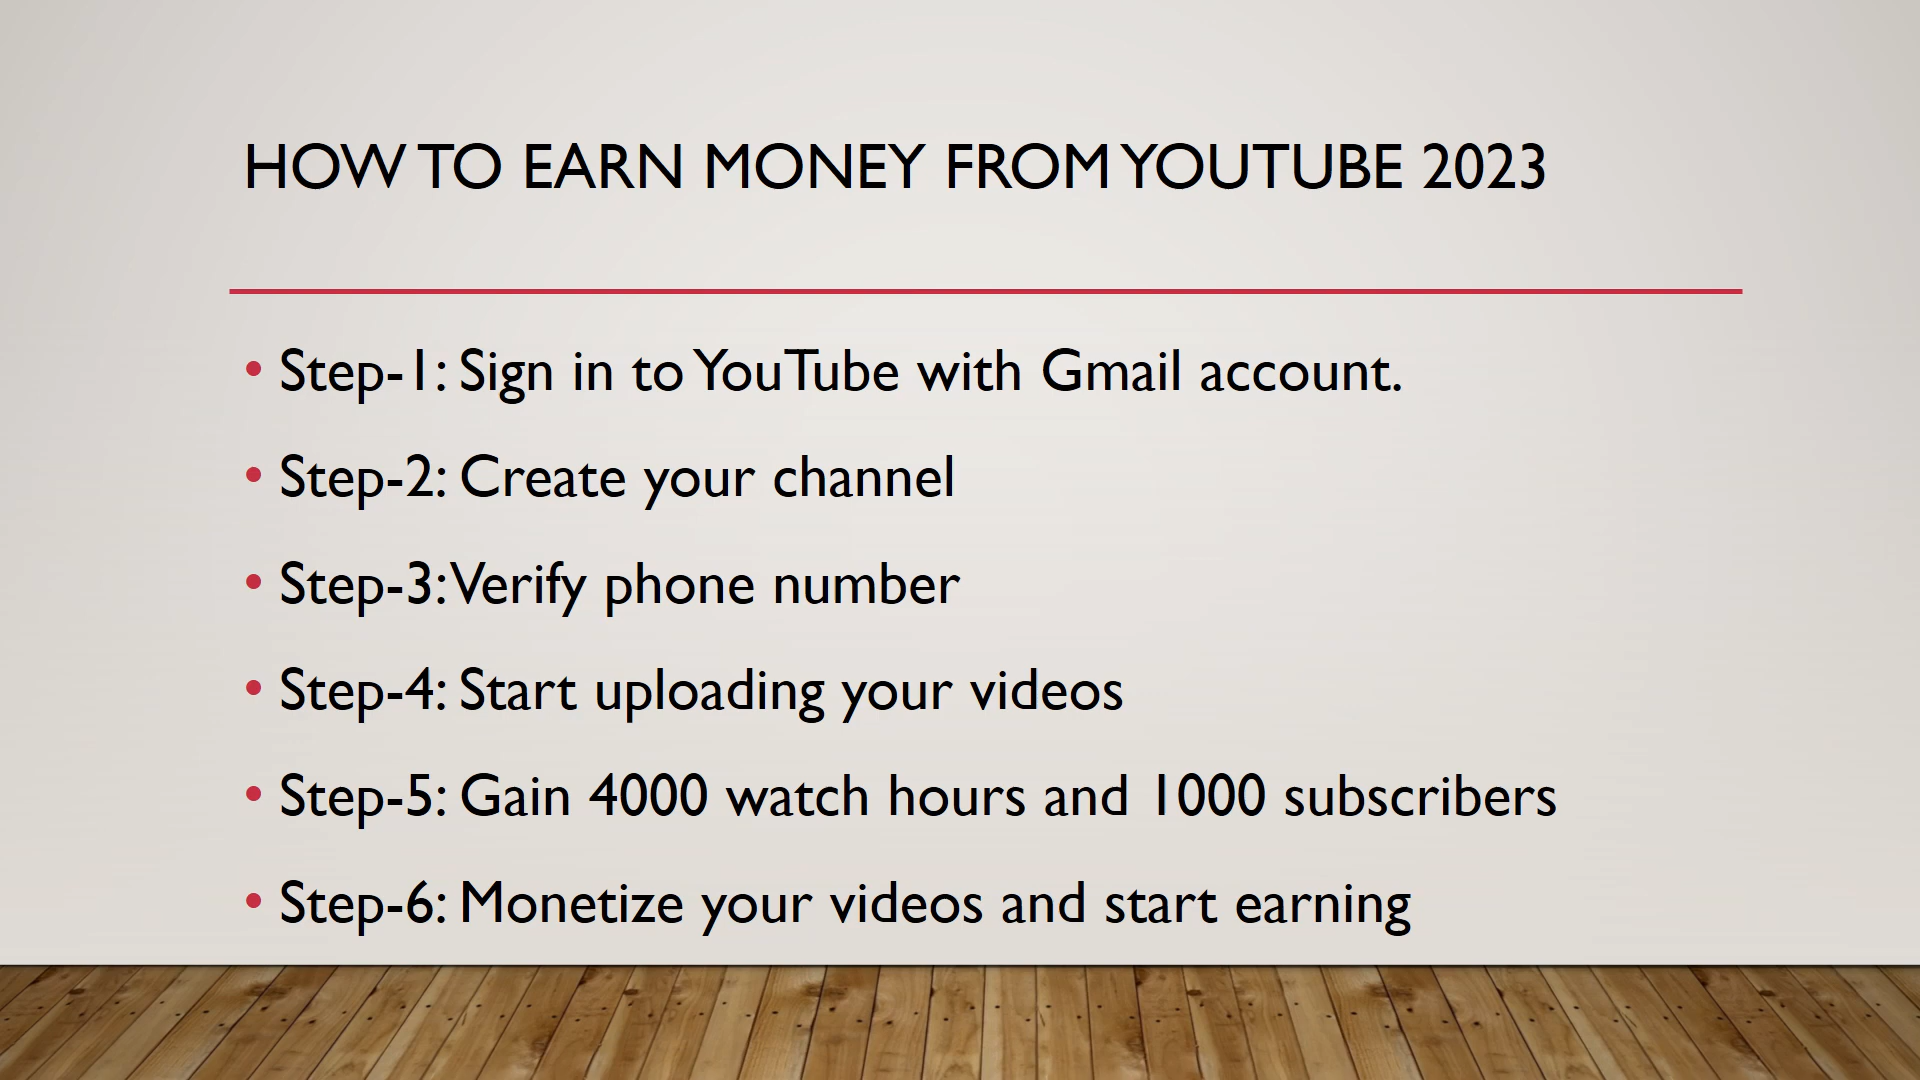 HOW TO EARN MONEY FROM YOUTUBE 2023
• Step-1: Sign in to YouTube with Gmail account.
• Step-2: Create your channel
• Step-3: Verify phone number
• Step-4: Start uploading your videos
• Step-5: Gain 4000 watch hours and 1000 subscribers
• Step-6: Monetize your videos and start earning